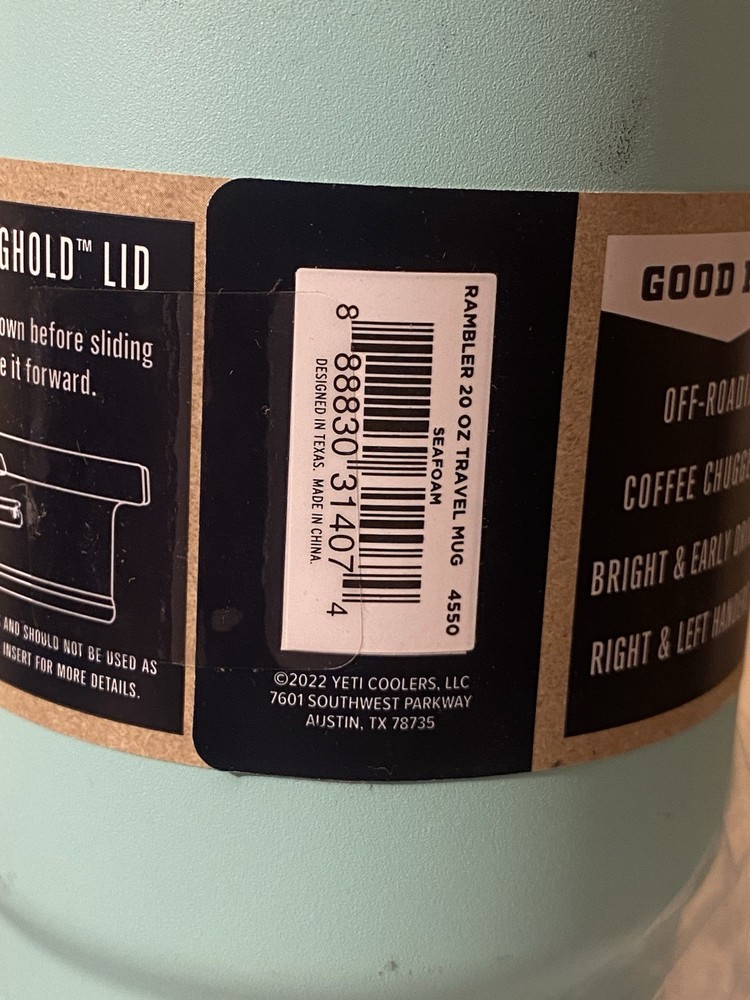 GHOLD™ LID
own before sliding
e it forward.
AND SHOULD NOT BE USED AS
INSERT FOR MORE DETAILS.
RAMBLER 20 OZ TRAVEL MUG 4550
SEAFOAM
8 88830 31407 4
DESIGNED IN TEXAS. MADE IN CHINA.
©2022 YETI COOLERS, LLC
7601 SOUTHWEST PARKWAY
AUSTIN, TX 78735
GOOD
OFF-ROAD
COFFEE CHUGG
BRIGHT & EARLY
RIGHT & LEFT HAND